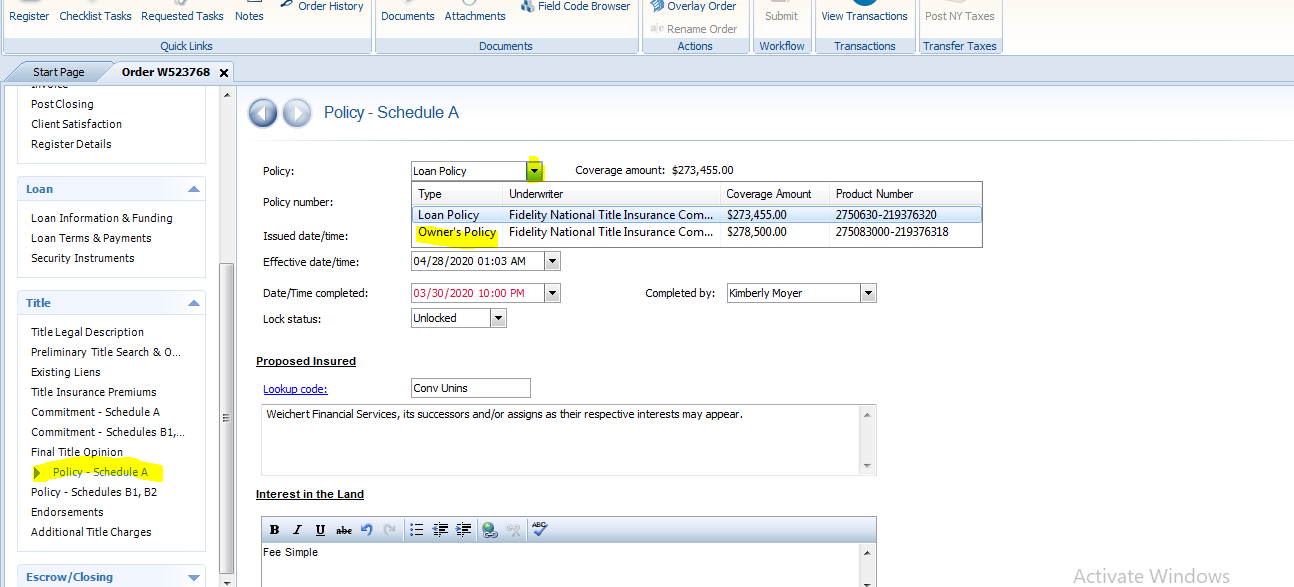 Register Checklist Tasks Requested Tasks Notes Order History
Quick Links
Documents Attachments Field Code Browser
Documents
Overlay Order
Rename Order
Actions
Submit
Workflow
View Transactions
Transactions
Post NY Taxes
Transfer Taxes
Start Page Order W523768
Invoice
Post Closing
Client Satisfaction
Register Details
Loan
Loan Information & Funding
Loan Terms & Payments
Security Instruments
Title
Title Legal Description
Preliminary Title Search & O...
Existing Liens
Title Insurance Premiums
Commitment - Schedule A
Commitment - Schedules B1,...
Final Title Opinion
Policy - Schedule A
Policy - Schedules B1, B2
Endorsements
Additional Title Charges
Escrow/Closing
Policy - Schedule A
Policy: Loan Policy Coverage amount: $273,455.00
Type Underwriter Coverage Amount Product Number
Policy number:
Loan Policy Fidelity National Title Insurance Com... $273,455.00 2750630-219376320
Owner's Policy Fidelity National Title Insurance Com... $278,500.00 275083000-219376318
Issued date/time:
Effective date/time: 04/28/2020 01:03 AM
Date/Time completed: 03/30/2020 10:00 PM Completed by: Kimberly Moyer
Lock status: Unlocked
Proposed Insured
Lookup code: Conv Unins
Weichert Financial Services, its successors and/or assigns as their respective interests may appear.
Interest in the Land
B I U abc ABC
Fee Simple
Activate Windows